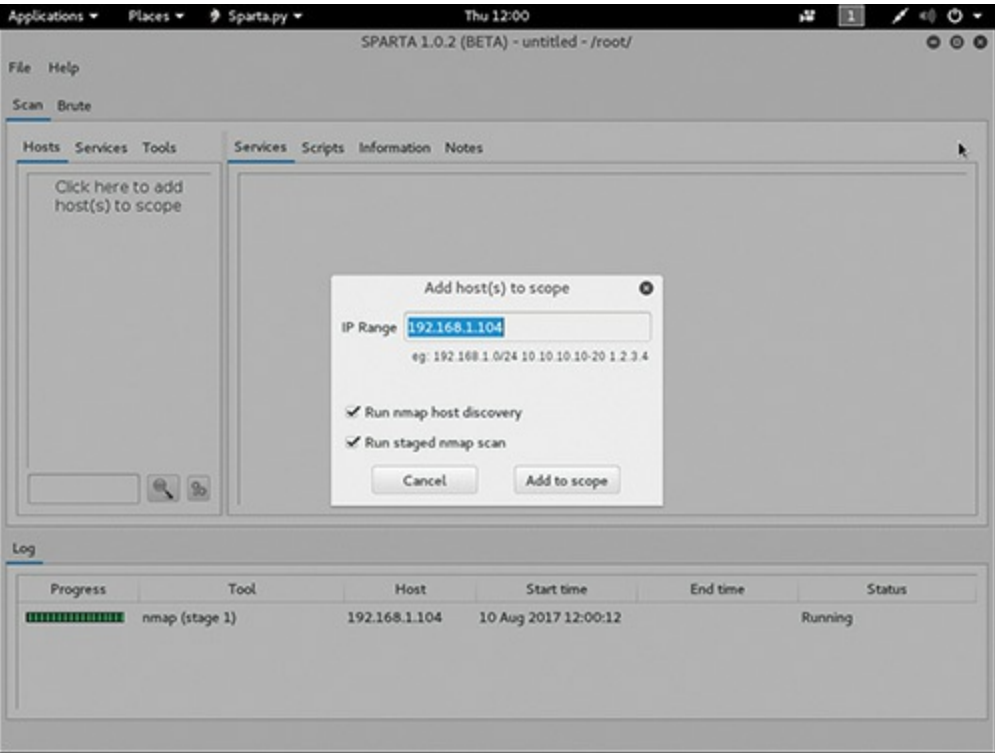 Applications Places Sparta.py Thu 12:00 1
SPARTA 1.0.2 (BETA) - untitled - /root/
File Help
Scan Brute
Hosts Services Tools
Services Scripts Information Notes
Click here to add
host(s) to scope
Add host(s) to scope
IP Range 192.168.1.104
eg: 192.168.1.0/24 10.10.10.10-20 1.2.3.4
Run nmap host discovery
Run staged nmap scan
Cancel Add to scope
Log
Progress Tool Host Start time End time Status
nmap (stage 1) 192.168.1.104 10 Aug 2017 12:00:12 Running